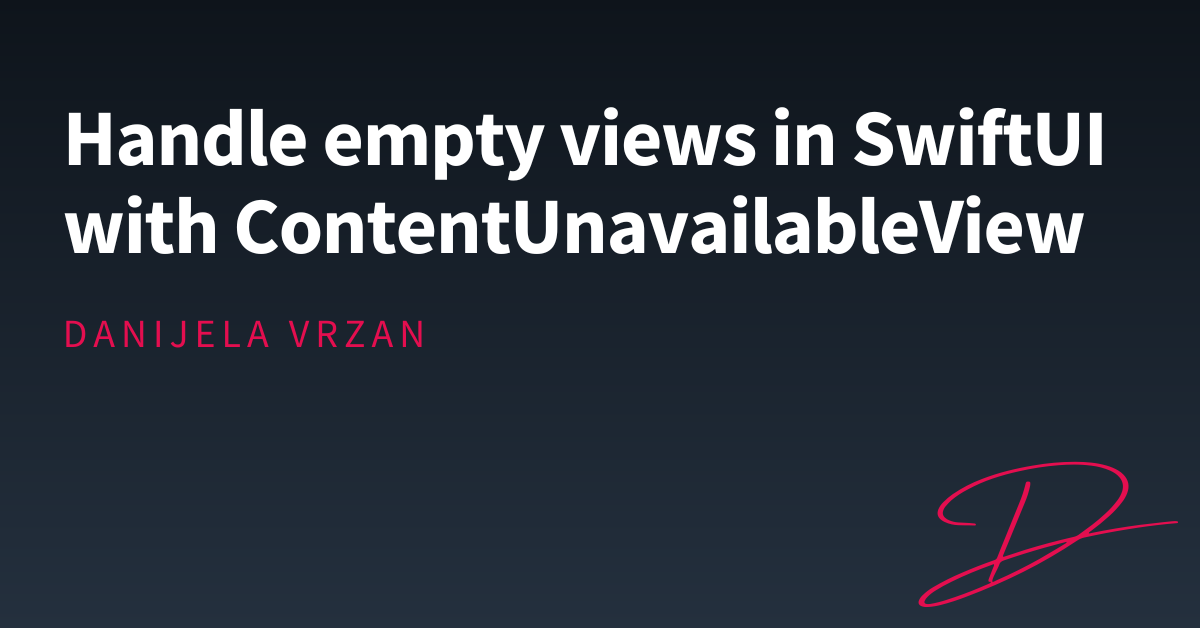 Handle empty views in SwiftUI
with ContentUnavailableView
DANIJELA VRZAN
D